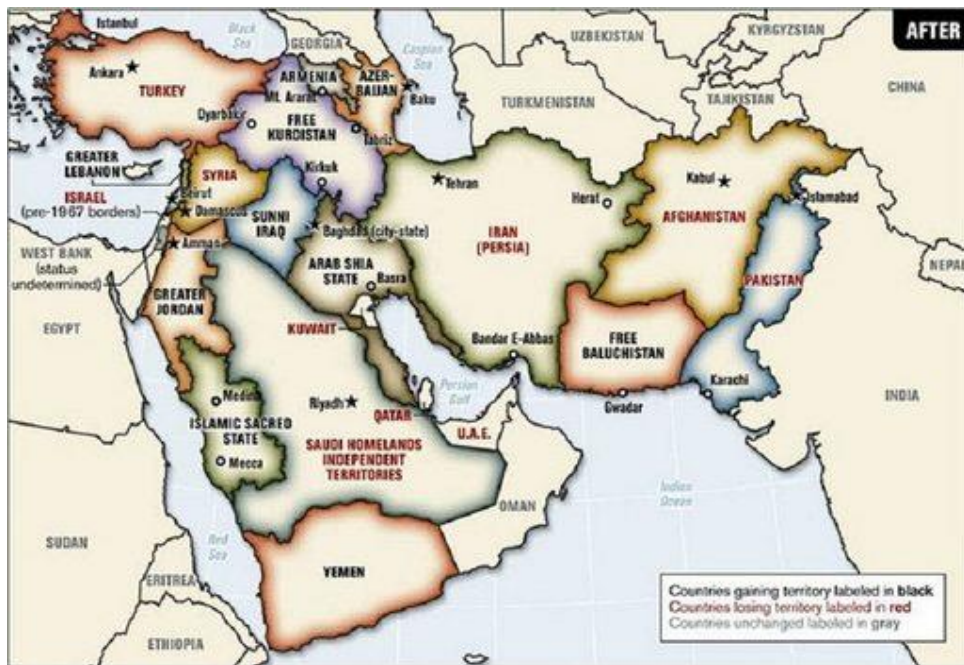 AFTER
Istanbul
Black
Sea
GEORGIA
Caspian
Sea
UZBEKISTAN
KYRGYZSTAN
Ankara
TURKEY
ARMENIA
Mt. Ararat
AZER-
BAIJAN
Baku
TURKMENISTAN
TAJIKISTAN
CHINA
Dyarbakir
FREE
KURDISTAN
Tabriz
GREATER
LEBANON
SYRIA
Kirkuk
Tehran
Herat
Kabul
Islamabad
ISRAEL
(pre-1967 borders)
Beirut
Damascus
SUNNI
IRAQ
Baghdad (city-state)
IRAN
(PERSIA)
AFGHANISTAN
WEST BANK
(status
undetermined)
Amman
ARAB SHIA
STATE
Basra
PAKISTAN
NEPAL
GREATER
JORDAN
EGYPT
KUWAIT
Bandar E-Abbas
FREE
BALUCHISTAN
Karachi
Medina
Riyadh
Persian
Gulf
Gwadar
INDIA
ISLAMIC SACRED
STATE
QATAR
U.A.E.
Mecca
SAUDI HOMELANDS
INDEPENDENT
TERRITORIES
OMAN
Indian
Ocean
SUDAN
Red
Sea
YEMEN
ERITREA
ETHIOPIA
Countries gaining territory labeled in black
Countries losing territory labeled in red
Countries unchanged labeled in gray